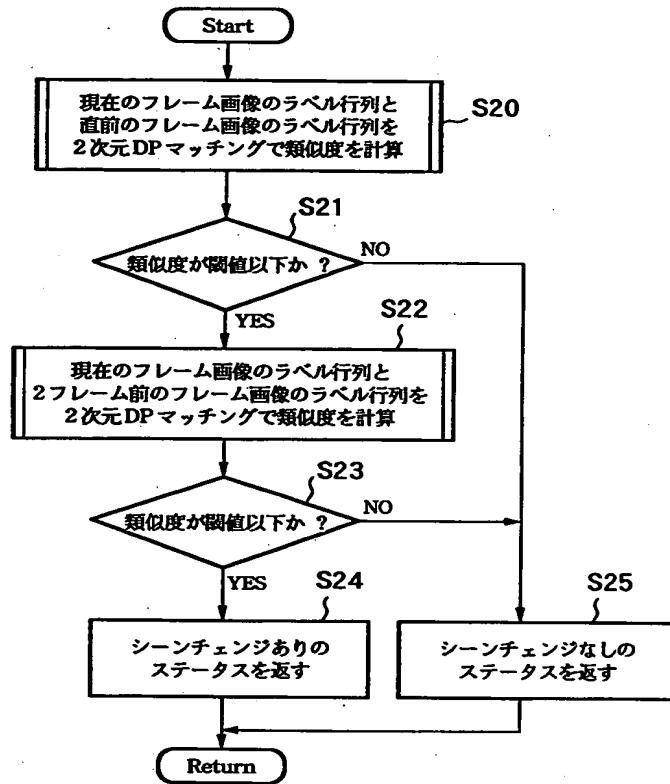 Start
現在のフレーム画像のラベル行列と
直前のフレーム画像のラベル行列を
2次元DPマッチングで類似度を計算
S20
S21
類似度が閾値以下か ?
NO
YES
S22
現在のフレーム画像のラベル行列と
2フレーム前のフレーム画像のラベル行列を
2次元DPマッチングで類似度を計算
S23
類似度が閾値以下か ?
NO
YES
S24
シーンチェンジありの
ステータスを返す
S25
シーンチェンジなしの
ステータスを返す
Return